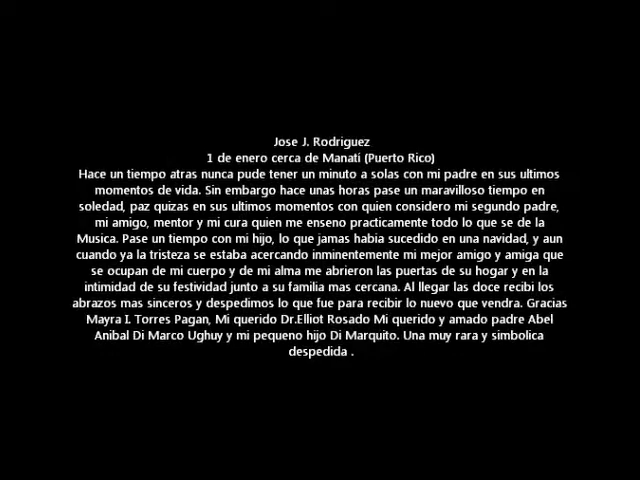 Jose J. Rodriguez
1 de enero cerca de Manatí (Puerto Rico)
Hace un tiempo atras nunca pude tener un minuto a solas con mi padre en sus ultimos
momentos de vida. Sin embargo hace unas horas pase un maravilloso tiempo en
soledad, paz quizas en sus ultimos momentos con quien considero mi segundo padre,
mi amigo, mentor y mi cura quien me enseno practicamente todo lo que se de la
Musica. Pase un tiempo con mi hijo, lo que jamas habia sucedido en una navidad, y aun
cuando ya la tristeza se estaba acercando inminentemente mi mejor amigo y amiga que
se ocupan de mi cuerpo y de mi alma me abrieron las puertas de su hogar y en la
intimidad de su festividad junto a su familia mas cercana. Al llegar las doce recibi los
abrazos mas sinceros y despedimos lo que fue para recibir lo nuevo que vendra. Gracias
Mayra I. Torres Pagan, Mi querido Dr.Elliot Rosado Mi querido y amado padre Abel
Anibal Di Marco Ughuy y mi pequeno hijo Di Marquito. Una muy rara y simbolica
despedida .